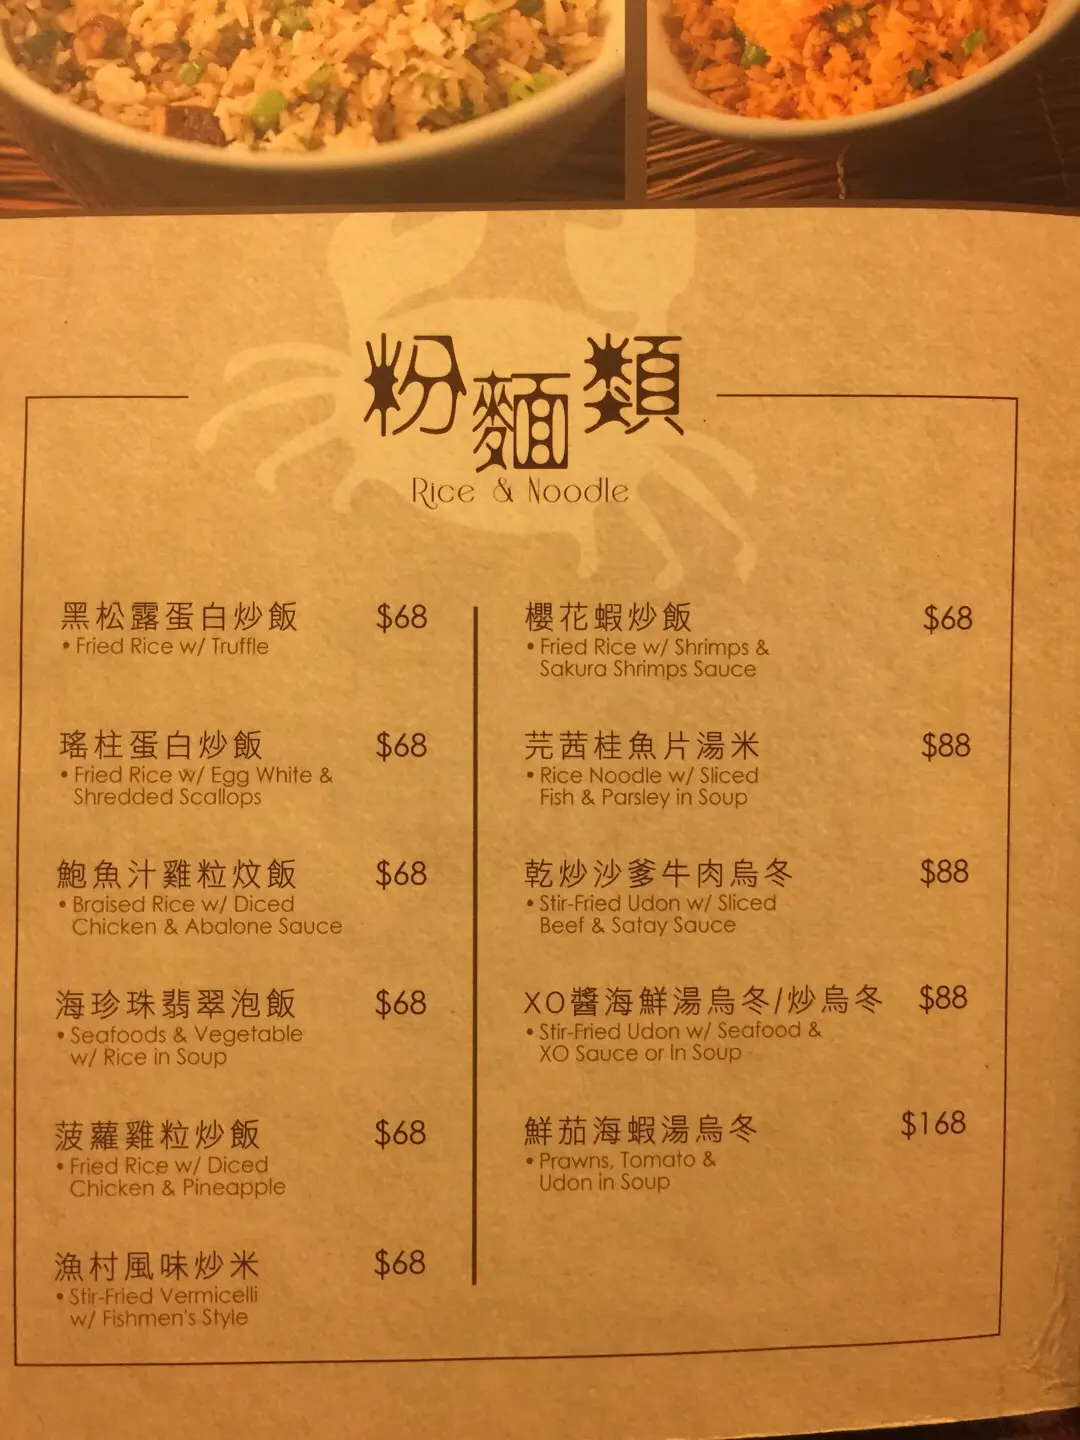 粉麵類
Rice & Noodle
黑松露蛋白炒飯 $68
• Fried Rice w/ Truffle
瑤柱蛋白炒飯 $68
• Fried Rice w/ Egg White &
Shredded Scallops
鮑魚汁雞粒炆飯 $68
• Braised Rice w/ Diced
Chicken & Abalone Sauce
海珍珠翡翠泡飯 $68
• Seafoods & Vegetable
w/ Rice in Soup
菠蘿雞粒炒飯 $68
• Fried Rice w/ Diced
Chicken & Pineapple
漁村風味炒米 $68
• Stir-Fried Vermicelli
w/ Fishmen's Style
櫻花蝦炒飯 $68
• Fried Rice w/ Shrimps &
Sakura Shrimps Sauce
芫茜桂魚片湯米 $88
• Rice Noodle w/ Sliced
Fish & Parsley in Soup
乾炒沙爹牛肉烏冬 $88
• Stir-Fried Udon w/ Sliced
Beef & Satay Sauce
XO醬海鮮湯烏冬/炒烏冬 $88
• Stir-Fried Udon w/ Seafood &
XO Sauce or In Soup
鮮茄海蝦湯烏冬 $168
• Prawns, Tomato &
Udon in Soup